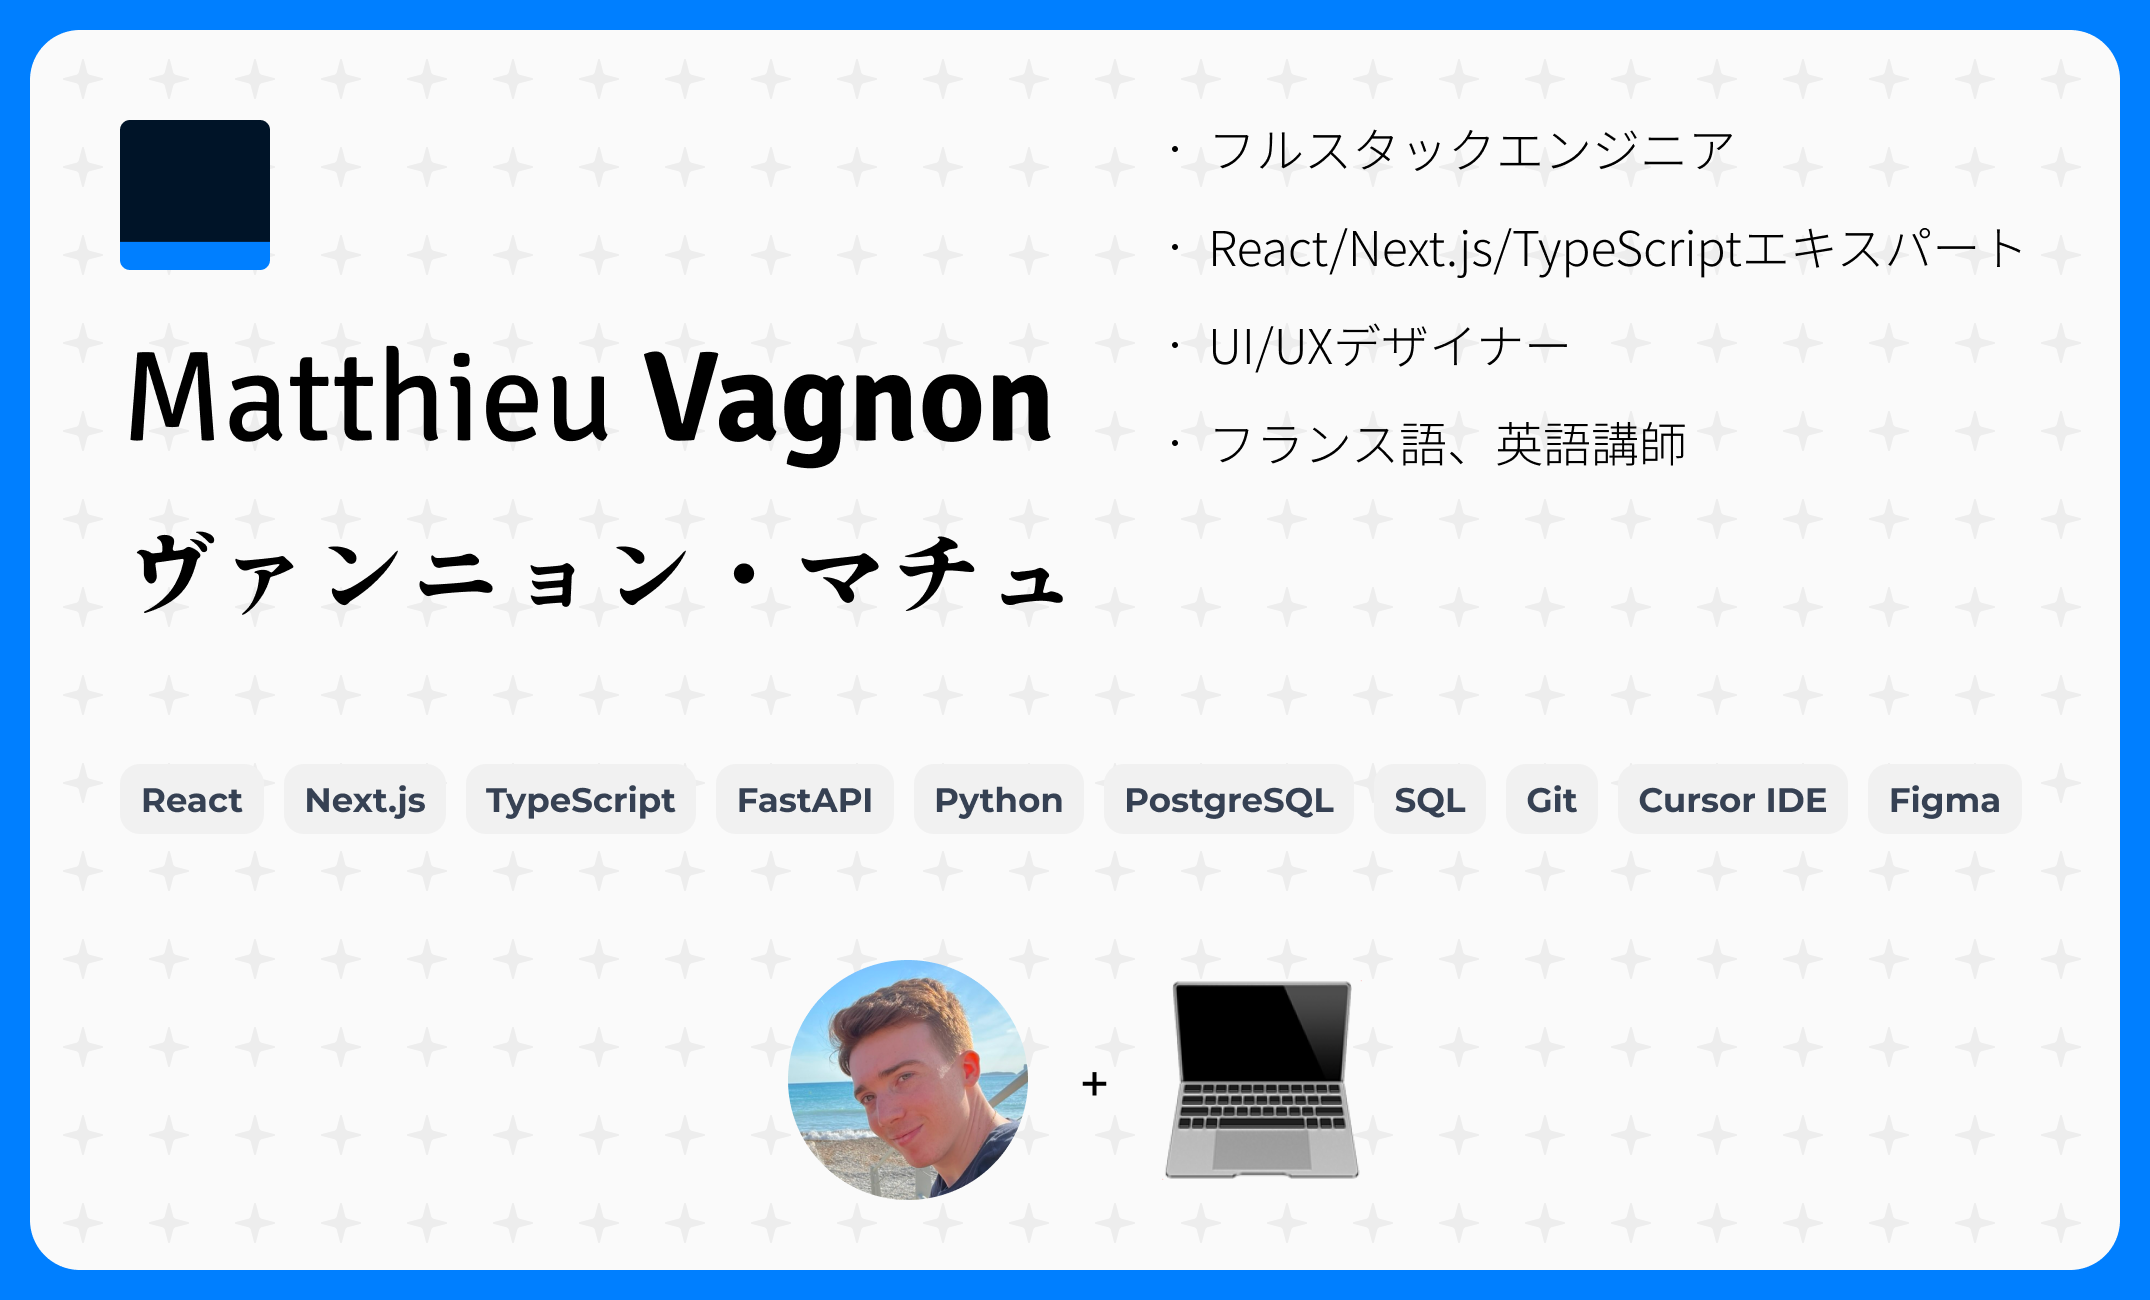 Matthieu Vagnon
ヴァンニョン・マチュ
・フルスタックエンジニア
・React/Next.js/TypeScriptエキスパート
・UI/UXデザイナー
・フランス語、英語講師
React Next.js TypeScript FastAPI Python PostgreSQL SQL Git Cursor IDE Figma
+